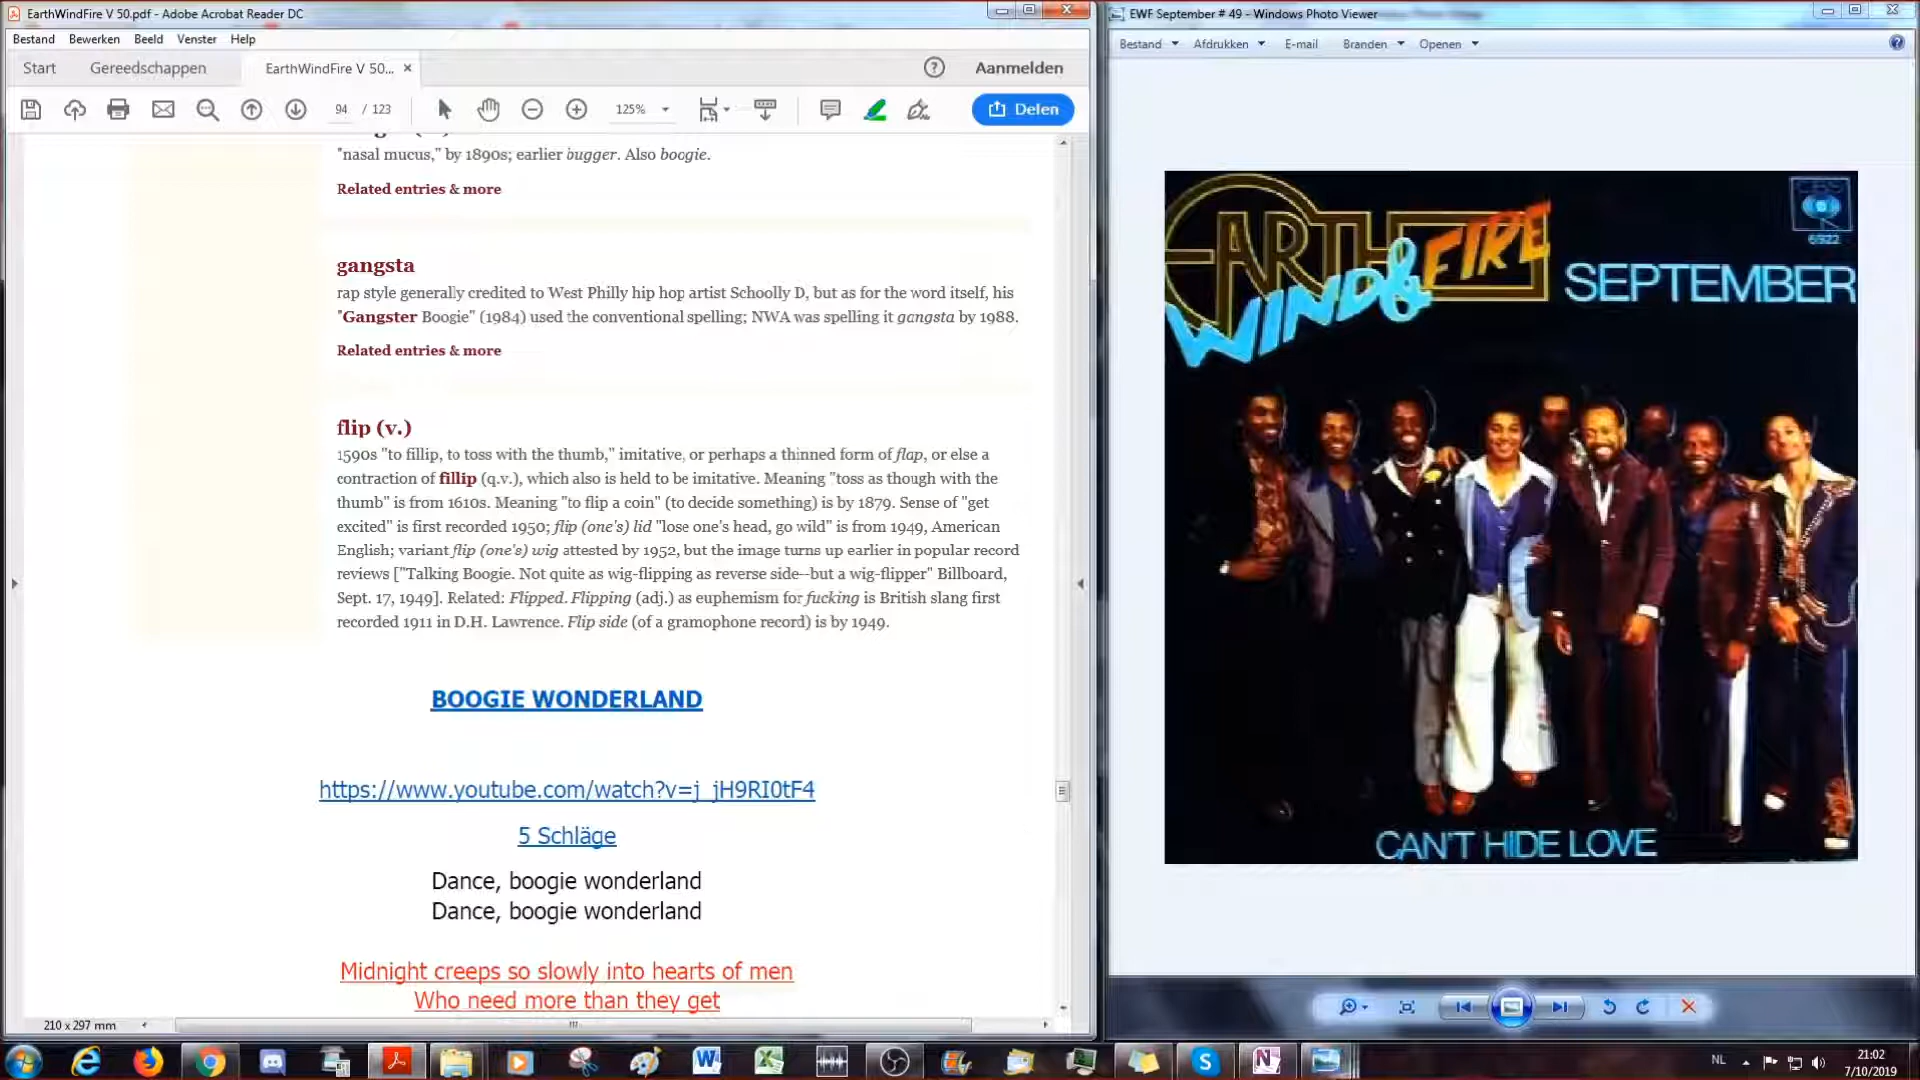 EarthWindFire V 50.pdf - Adobe Acrobat Reader DC
Bestand Bewerken Beeld Venster Help
Start Gereedschappen EarthWindFire V 50... × Aanmelden
94 / 123 125% Delen
"nasal mucus," by 1890s; earlier bugger. Also boogie.
Related entries & more
gangsta
rap style generally credited to West Philly hip hop artist Schoolly D, but as for the word itself, his
"Gangster Boogie" (1984) used the conventional spelling; NWA was spelling it gangsta by 1988.
Related entries & more
flip (v.)
1590s "to fillip, to toss with the thumb," imitative, or perhaps a thinned form of flap, or else a
contraction of fillip (q.v.), which also is held to be imitative. Meaning "toss as though with the
thumb" is from 1610s. Meaning "to flip a coin" (to decide something) is by 1879. Sense of "get
excited" is first recorded 1950; flip (one's) lid "lose one's head, go wild" is from 1949, American
English; variant flip (one's) wig attested by 1952, but the image turns up earlier in popular record
reviews ["Talking Boogie. Not quite as wig-flipping as reverse side--but a wig-flipper" Billboard,
Sept. 17, 1949]. Related: Flipped. Flipping (adj.) as euphemism for fucking is British slang first
recorded 1911 in D.H. Lawrence. Flip side (of a gramophone record) is by 1949.
BOOGIE WONDERLAND
https://www.youtube.com/watch?v=j_jH9RI0tF4
5 Schläge
Dance, boogie wonderland
Dance, boogie wonderland
Midnight creeps so slowly into hearts of men
Who need more than they get
210 x 297 mm
EWF September # 49 - Windows Photo Viewer
Bestand Afdrukken E-mail Branden Openen
EARTH
WIND & FIRE
SEPTEMBER
CBS
6922
CAN'T HIDE LOVE
NL
21:02
7/10/2019